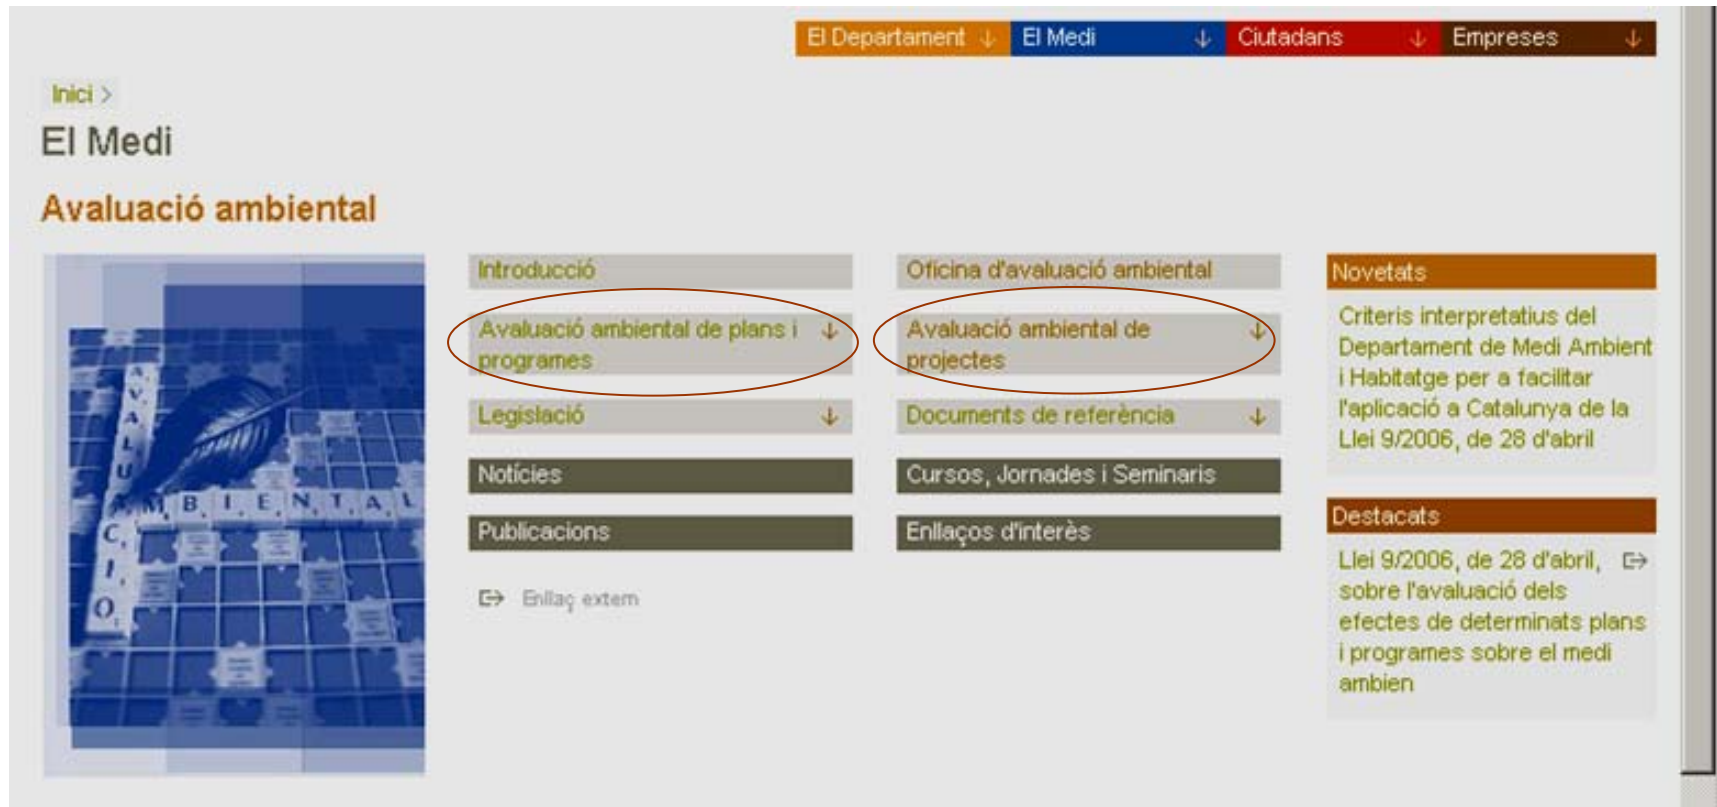 El Departament
El Medi
Ciutadans
Empreses
Inici >
El Medi
Avaluació ambiental
AVALUACIO
AMBIENTAL
Introducció
Avaluació ambiental de plans i
programes
Legislació
Notícies
Publicacions
Enllaç extern
Oficina d'avaluació ambiental
Avaluació ambiental de
projectes
Documents de referència
Cursos, Jornades i Seminaris
Enllaços d'interès
Novetats
Criteris interpretatius del
Departament de Medi Ambient
i Habitatge per a facilitar
l'aplicació a Catalunya de la
Llei 9/2006, de 28 d'abril
Destacats
Llei 9/2006, de 28 d'abril,
sobre l'avaluació dels
efectes de determinats plans
i programes sobre el medi
ambien